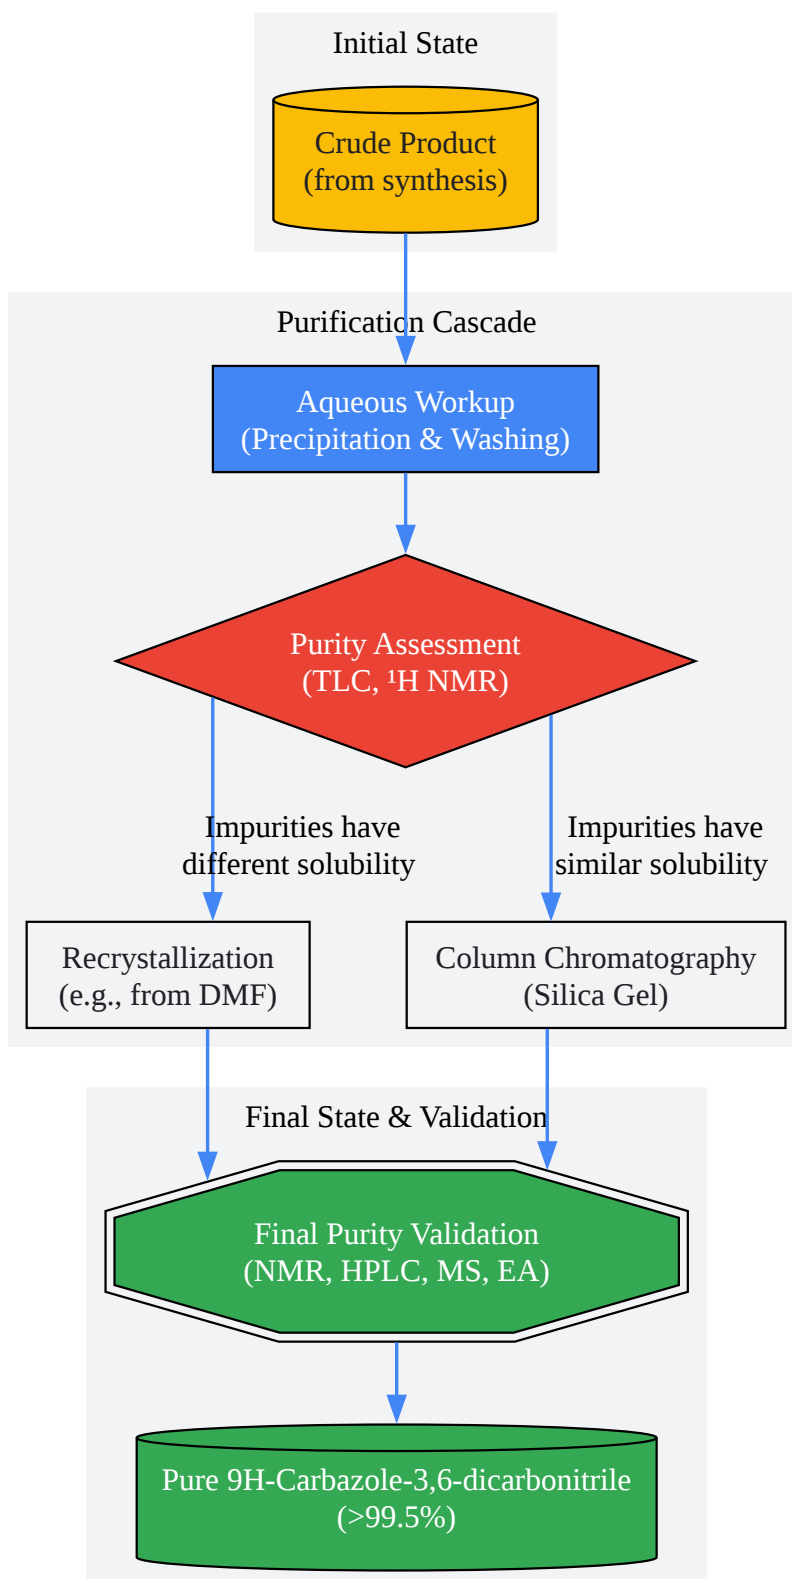 Initial State
Crude Product
(from synthesis)
Purification Cascade
Aqueous Workup
(Precipitation & Washing)
Purity Assessment
(TLC, ¹H NMR)
Impurities have
different solubility
Impurities have
similar solubility
Recrystallization
(e.g., from DMF)
Column Chromatography
(Silica Gel)
Final State & Validation
Final Purity Validation
(NMR, HPLC, MS, EA)
Pure 9H-Carbazole-3,6-dicarbonitrile
(>99.5%)